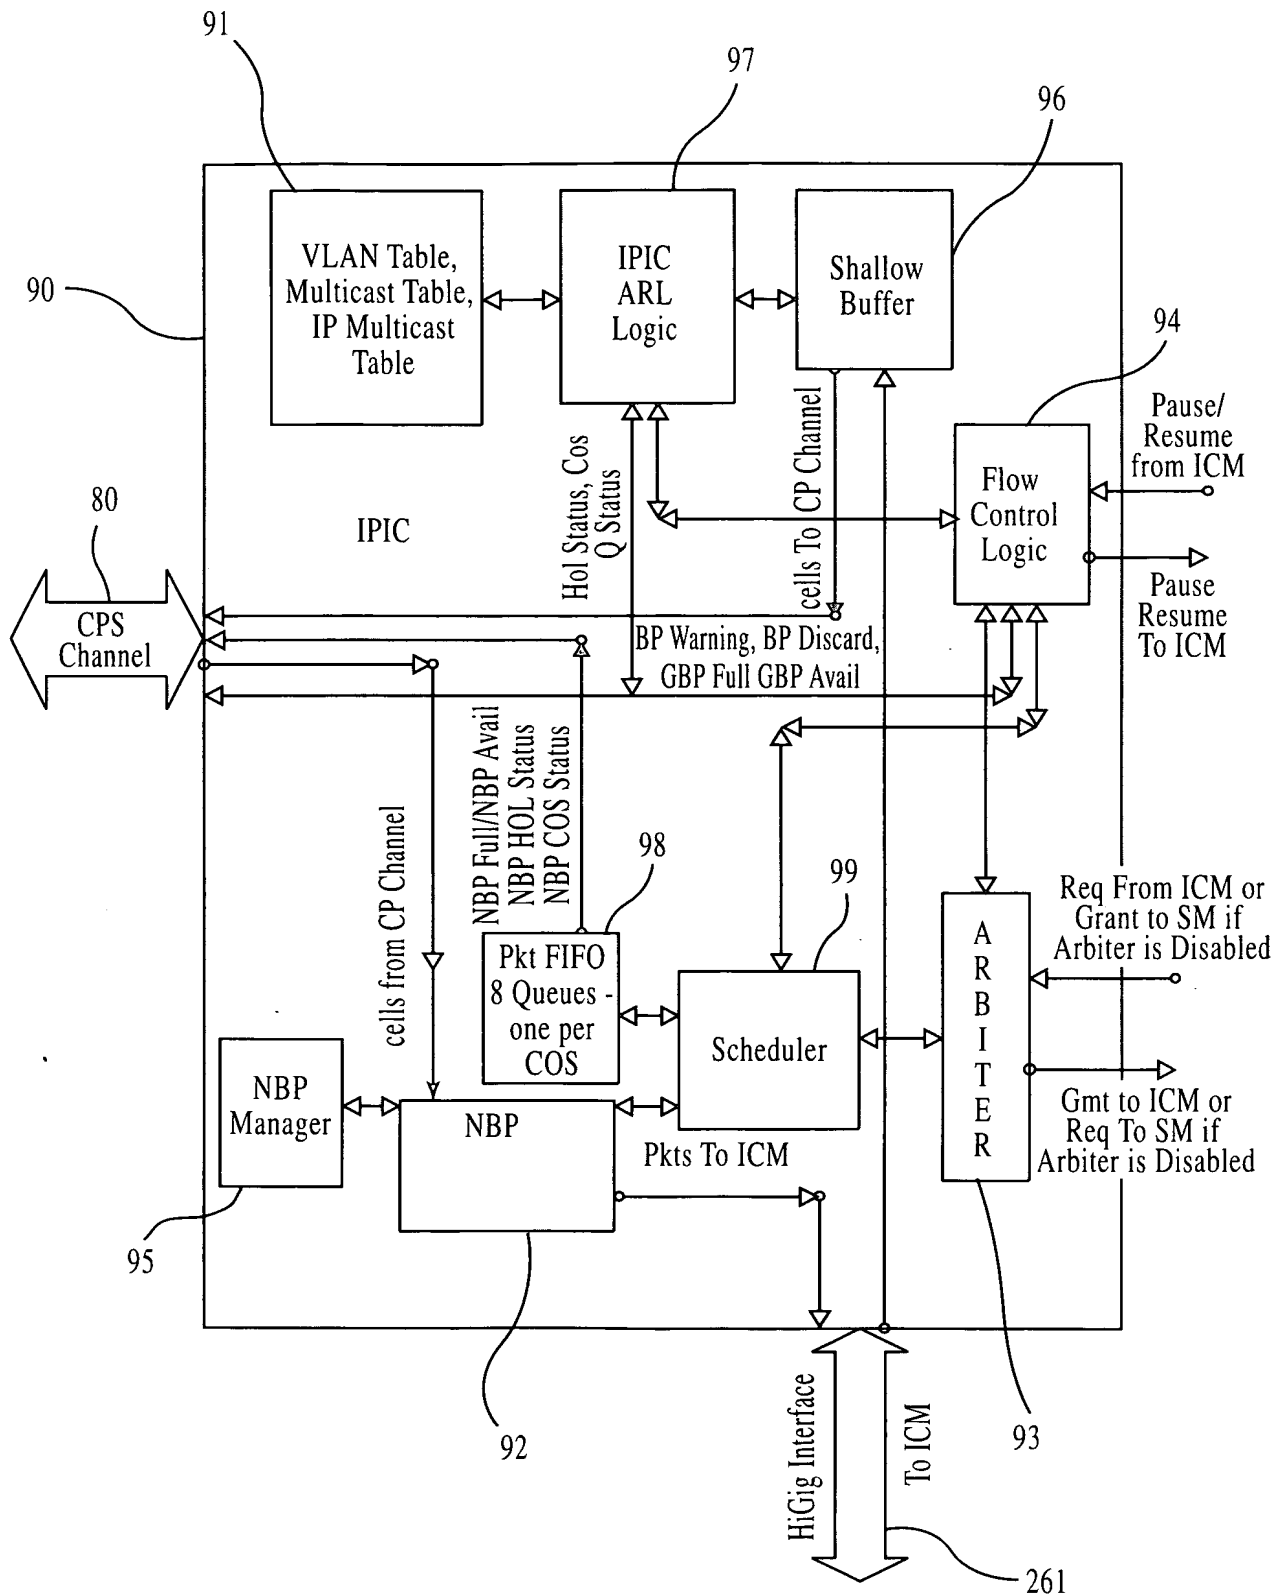 91
97
96
VLAN Table,
Multicast Table,
IP Multicast
Table
IPIC
ARL
Logic
Shallow
Buffer
90
94
Pause/
Resume
from ICM
Flow
Control
Logic
Pause
Resume
To ICM
Hol Status, Cos
Q Status
cells To CP Channel
80
IPIC
CPS
Channel
BP Warning, BP Discard,
GBP Full GBP Avail
NBP Full/NBP Avail
NBP HOL Status
NBP COS Status
cells from CP Channel
98
99
Pkt FIFO
8 Queues -
one per
COS
Scheduler
ARBITER
Req From ICM or
Grant to SM if
Arbiter is Disabled
Gmt to ICM or
Req To SM if
Arbiter is Disabled
NBP
Manager
NBP
Pkts To ICM
95
92
93
HiGig Interface
To ICM
261